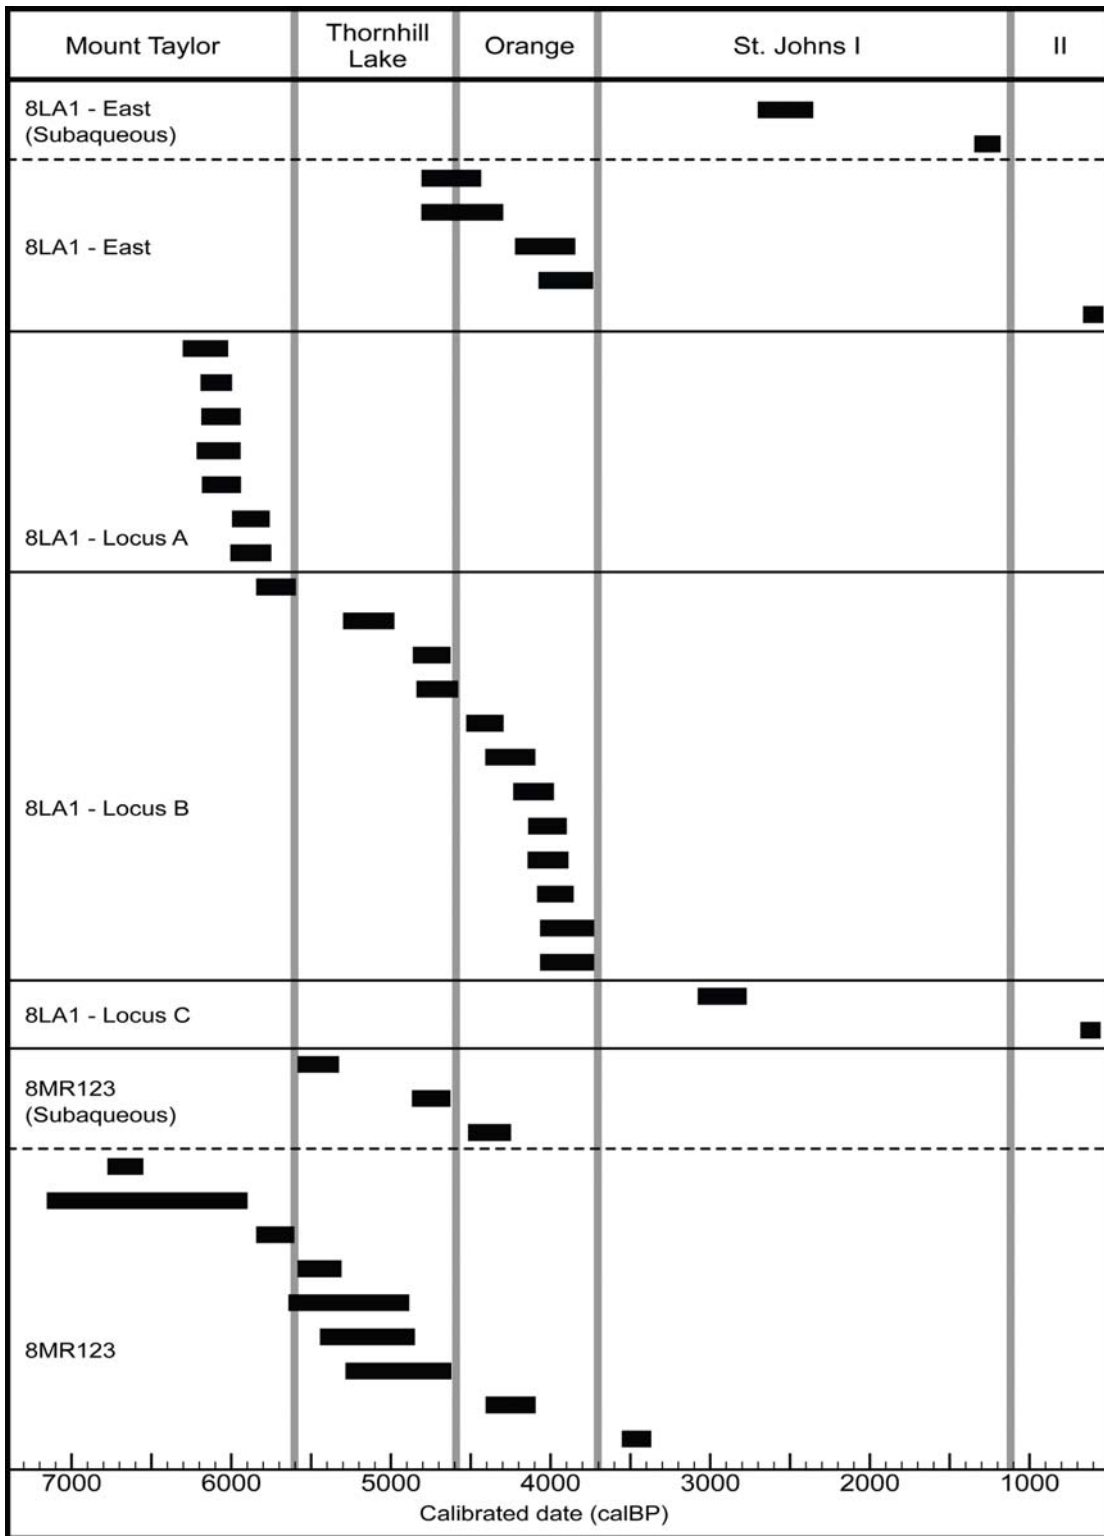 Mount Taylor
Thornhill
Lake
Orange
St. Johns I
II
8LA1 - East
(Subaqueous)
8LA1 - East
8LA1 - Locus A
8LA1 - Locus B
8LA1 - Locus C
8MR123
(Subaqueous)
8MR123
7000 6000 5000 4000 3000 2000 1000
Calibrated date (calBP)